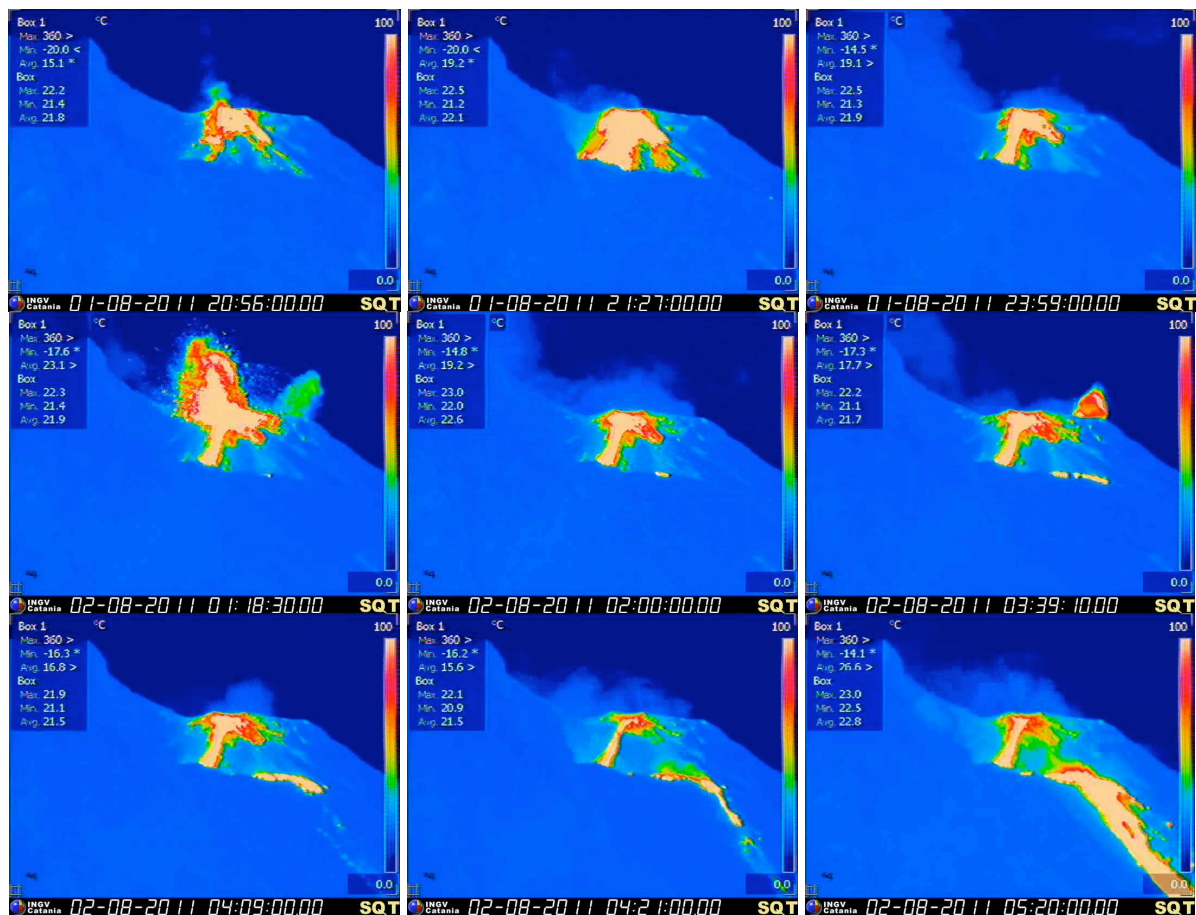 Box 1 °C 100
Max. 360 >
Min. -20.0 <
Avg. 15.1 *
Box
Max. 22.2
Min. 21.4
Avg. 21.8
0.0
INGV Catania 01-08-2011 20:56:00.00 SQT
Box 1 °C 100
Max. 360 >
Min. -20.0 <
Avg. 19.2 *
Box
Max. 22.5
Min. 21.2
Avg. 22.1
0.0
INGV Catania 01-08-2011 21:27:00.00 SQT
Box 1 °C 100
Max. 360 >
Min. -14.5 *
Avg. 19.1 >
Box
Max. 22.5
Min. 21.3
Avg. 21.9
0.0
INGV Catania 01-08-2011 23:59:00.00 SQT
Box 1 °C 100
Max. 360 >
Min. -17.6 *
Avg. 23.1 >
Box
Max. 22.3
Min. 21.4
Avg. 21.9
0.0
INGV Catania 02-08-2011 01:18:30.00 SQT
Box 1 °C 100
Max. 360 >
Min. -14.8 *
Avg. 19.2 >
Box
Max. 23.0
Min. 22.0
Avg. 22.6
0.0
INGV Catania 02-08-2011 02:00:00.00 SQT
Box 1 °C 100
Max. 360 >
Min. -17.3 *
Avg. 17.7 >
Box
Max. 22.2
Min. 21.1
Avg. 21.7
0.0
INGV Catania 02-08-2011 03:39:10.00 SQT
Box 1 °C 100
Max. 360 >
Min. -16.3 *
Avg. 16.8 >
Box
Max. 21.9
Min. 21.1
Avg. 21.5
0.0
INGV Catania 02-08-2011 04:09:00.00 SQT
Box 1 °C 100
Max. 360 >
Min. -16.2 *
Avg. 15.6 >
Box
Max. 22.1
Min. 20.9
Avg. 21.5
0.0
INGV Catania 02-08-2011 04:21:00.00 SQT
Box 1 °C 100
Max. 360 >
Min. -14.1 *
Avg. 26.6 >
Box
Max. 23.0
Min. 22.5
Avg. 22.8
0.0
INGV Catania 02-08-2011 05:20:00.00 SQT